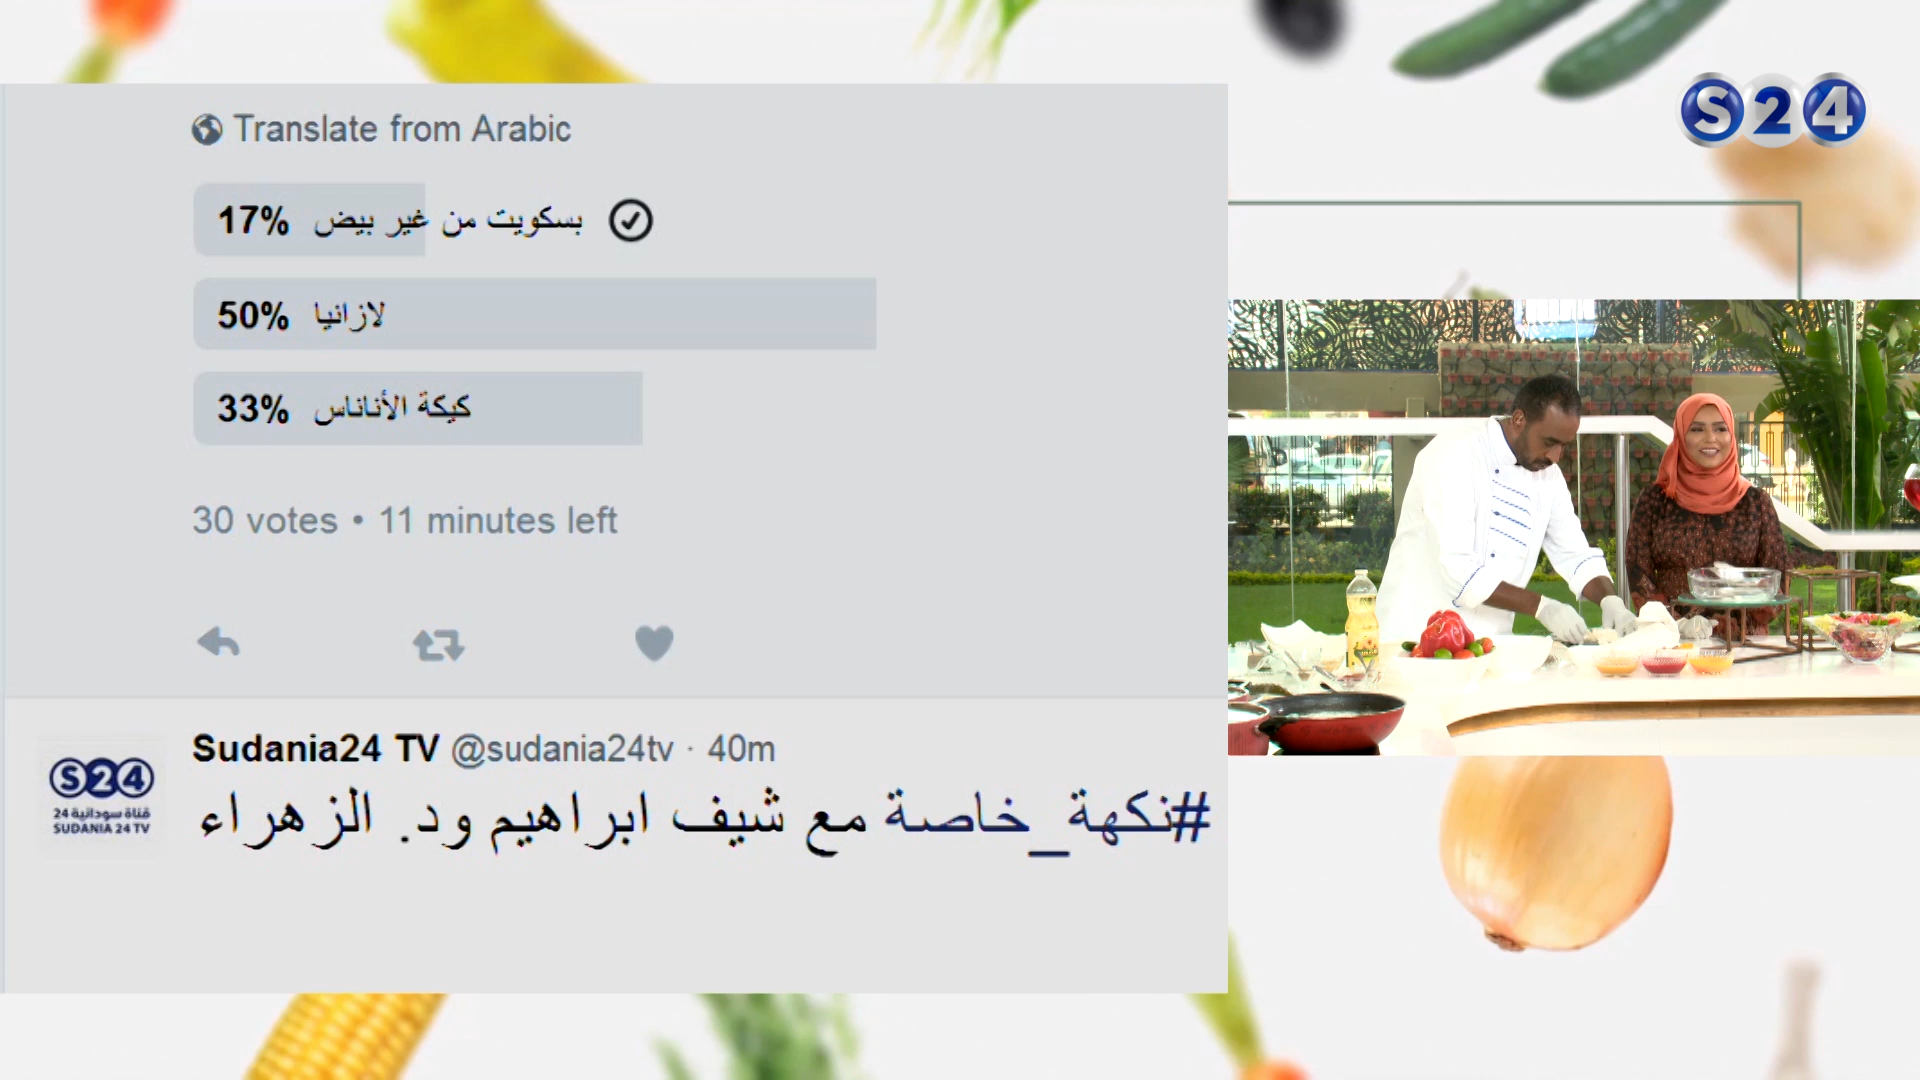 S24
Translate from Arabic
17% بسكويت من غير بيض
50% لازانيا
33% كيكة الأناناس
30 votes • 11 minutes left
Sudania24 TV @sudania24tv · 40m
#نكهة_خاصة مع شيف ابراهيم ود. الزهراء
S24
قناة سودانية 24
SUDANIA 24 TV